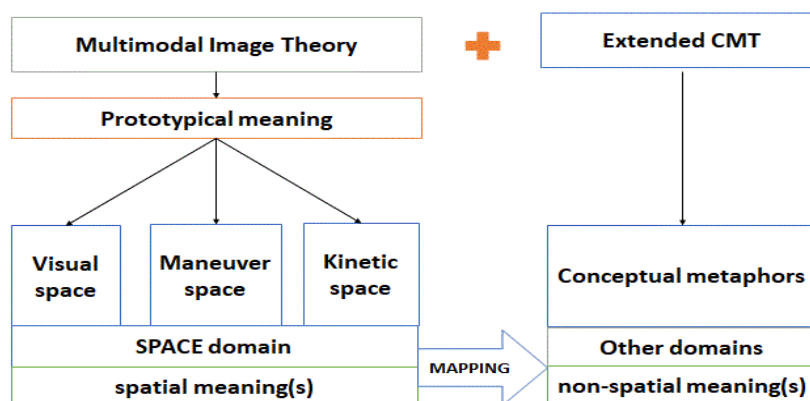 Multimodal Image Theory
Extended CMT
Prototypical meaning
Visual
space
Maneuver
space
Kinetic
space
Conceptual metaphors
SPACE domain
MAPPING
Other domains
spatial meaning(s)
non-spatial meaning(s)